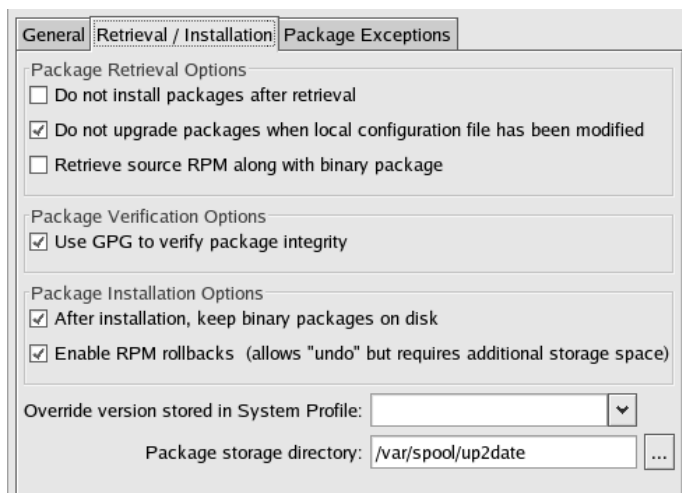 General Retrieval / Installation Package Exceptions
Package Retrieval Options
Do not install packages after retrieval
Do not upgrade packages when local configuration file has been modified
Retrieve source RPM along with binary package
Package Verification Options
Use GPG to verify package integrity
Package Installation Options
After installation, keep binary packages on disk
Enable RPM rollbacks (allows "undo" but requires additional storage space)
Override version stored in System Profile:
Package storage directory: /var/spool/up2date ...